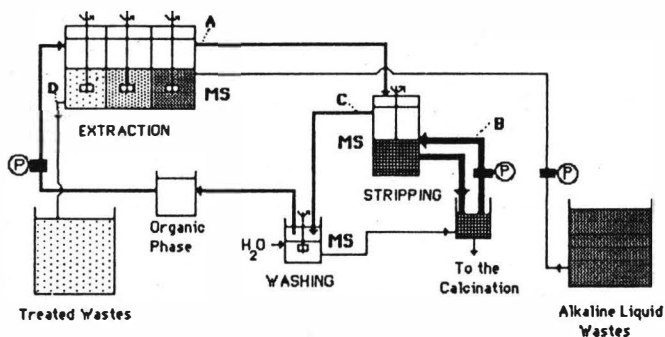 A
D
MS
EXTRACTION
C
B
MS
P
STRIPPING
P
P
Organic
Phase
H2O
MS
WASHING
To the
Calcination
Treated Wastes
Alkaline Liquid
Wastes